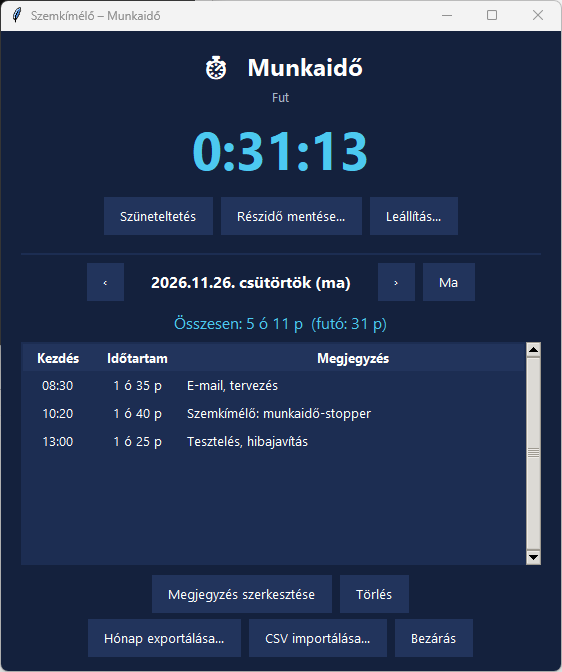 Szemkímélő – Munkaidő
Munkaidő
Fut
0:31:13
Szüneteltetés Részidő mentése... Leállítás...
‹ 2026.11.26. csütörtök (ma) › Ma
Összesen: 5 ó 11 p (futó: 31 p)
Kezdés Időtartam Megjegyzés
08:30 1 ó 35 p E-mail, tervezés
10:20 1 ó 40 p Szemkímélő: munkaidő-stopper
13:00 1 ó 25 p Tesztelés, hibajavítás
Megjegyzés szerkesztése Törlés
Hónap exportálása... CSV importálása... Bezárás